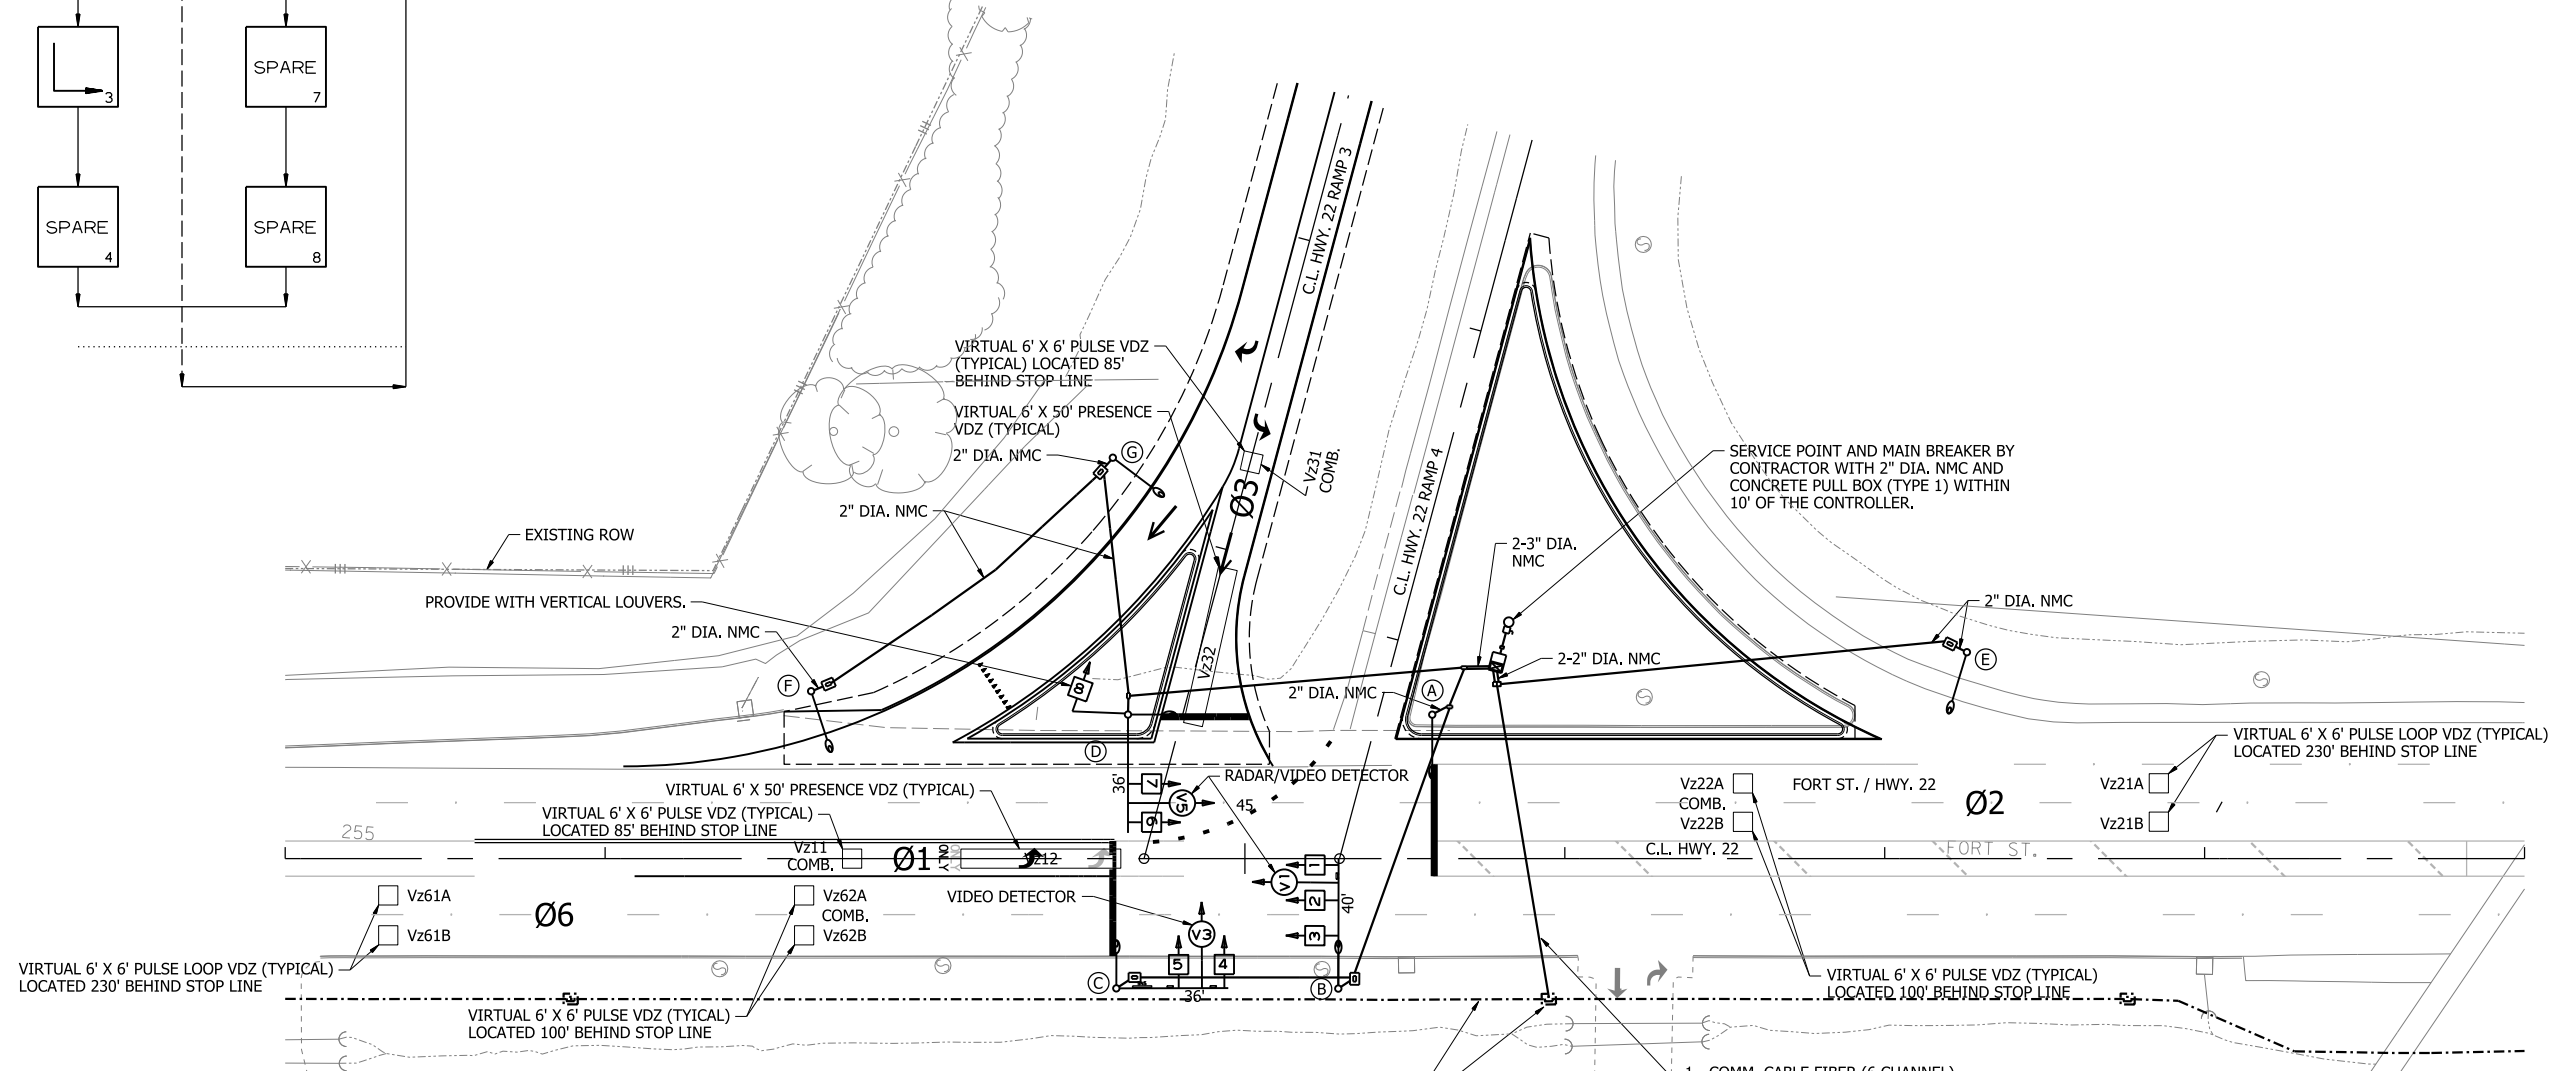 3
SPARE
7
SPARE
4
SPARE
8
C.L. HWY. 22 RAMP 3
VIRTUAL 6' X 6' PULSE VDZ
(TYPICAL) LOCATED 85'
BEHIND STOP LINE
VIRTUAL 6' X 50' PRESENCE
VDZ (TYPICAL)
2" DIA. NMC
G
Vz31
COMB.
Ø3
C.L. HWY. 22 RAMP 4
SERVICE POINT AND MAIN BREAKER BY
CONTRACTOR WITH 2" DIA. NMC AND
CONCRETE PULL BOX (TYPE 1) WITHIN
10' OF THE CONTROLLER.
2" DIA. NMC
EXISTING ROW
2-3" DIA.
NMC
PROVIDE WITH VERTICAL LOUVERS.
2" DIA. NMC
2" DIA. NMC
2-2" DIA. NMC
E
F
8
Vz32
2" DIA. NMC
A
D
VIRTUAL 6' X 6' PULSE LOOP VDZ (TYPICAL)
LOCATED 230' BEHIND STOP LINE
RADAR/VIDEO DETECTOR
36'
7
V5
6
45
VIRTUAL 6' X 50' PRESENCE VDZ (TYPICAL)
VIRTUAL 6' X 6' PULSE VDZ (TYPICAL)
LOCATED 85' BEHIND STOP LINE
Vz22A
COMB.
Vz22B
FORT ST. / HWY. 22
Ø2
Vz21A
Vz21B
255
Vz11
COMB.
Ø1
ONLY
ONLY
Vz12
C.L. HWY. 22
FORT ST.
1
V1
2
40'
3
Vz61A
Vz61B
Ø6
Vz62A
COMB.
Vz62B
VIDEO DETECTOR
V3
5
4
VIRTUAL 6' X 6' PULSE LOOP VDZ (TYPICAL)
LOCATED 230' BEHIND STOP LINE
C
36'
B
VIRTUAL 6' X 6' PULSE VDZ (TYPICAL)
LOCATED 100' BEHIND STOP LINE
VIRTUAL 6' X 6' PULSE VDZ (TYICAL)
LOCATED 100' BEHIND STOP LINE
1 - COMM. CABLE FIBER (6 CHANNEL)